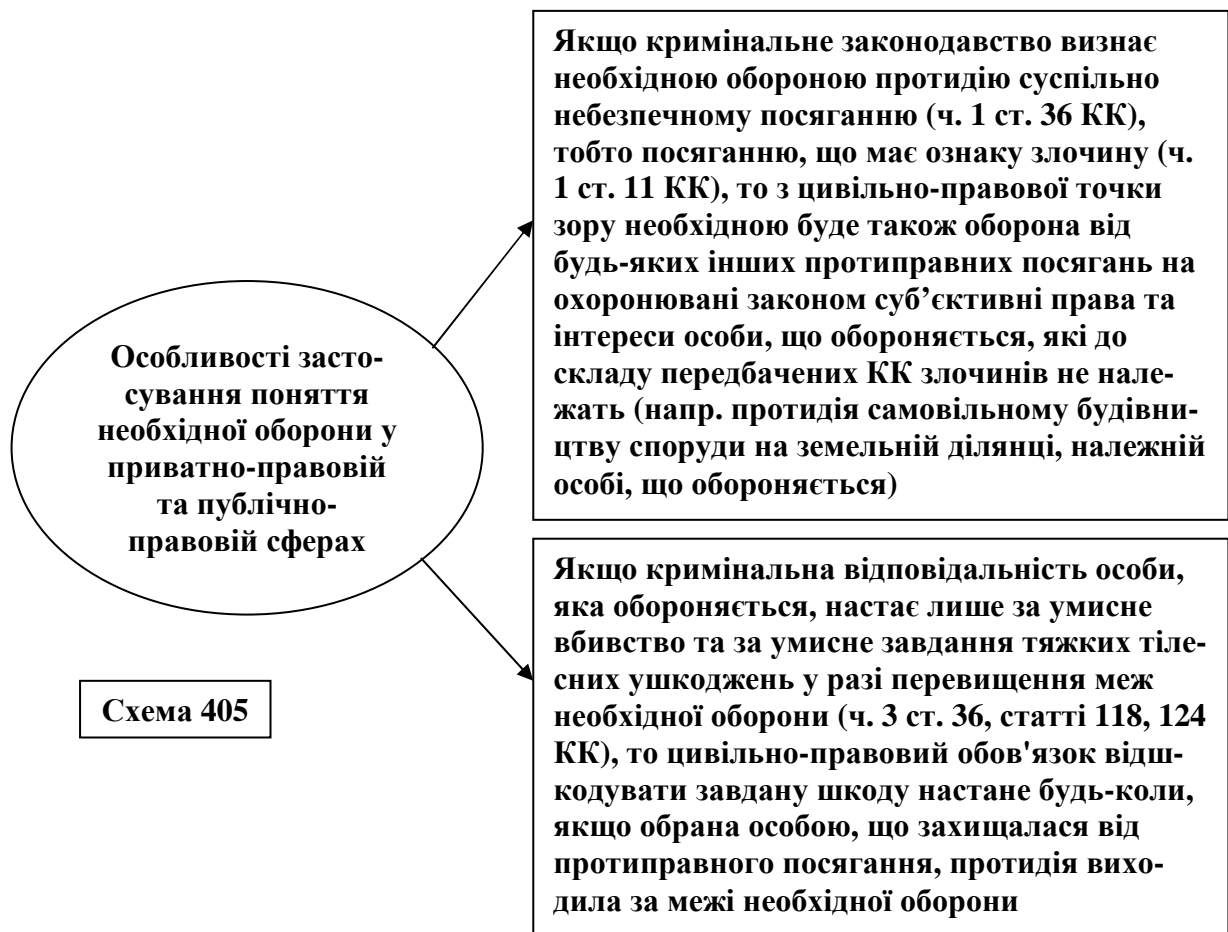 Якщо кримінальне законодавство визнає
необхідною обороною протидію суспільно
небезпечному посяганню (ч. 1 ст. 36 КК),
тобто посяганню, що має ознаку злочину (ч.
1 ст. 11 КК), то з цивільно-правової точки
зору необхідною буде також оборона від
будь-яких інших протиправних посягань на
охоронювані законом суб’єктивні права та
інтереси особи, що обороняється, які до
складу передбачених КК злочинів не нале-
жать (напр. протидія самовільному будівни-
цтву споруди на земельній ділянці, належній
особі, що обороняється)
Особливості засто-
сування поняття
необхідної оборони у
приватно-правовій
та публічно-
правовій сферах
Якщо кримінальна відповідальність особи,
яка обороняється, настає лише за умисне
вбивство та за умисне завдання тяжких тіле-
сних ушкоджень у разі перевищення меж
необхідної оборони (ч. 3 ст. 36, статті 118, 124
КК), то цивільно-правовий обов'язок відш-
кодувати завдану шкоду настане будь-коли,
якщо обрана особою, що захищалася від
протиправного посягання, протидія вихо-
дила за межі необхідної оборони
Схема 405